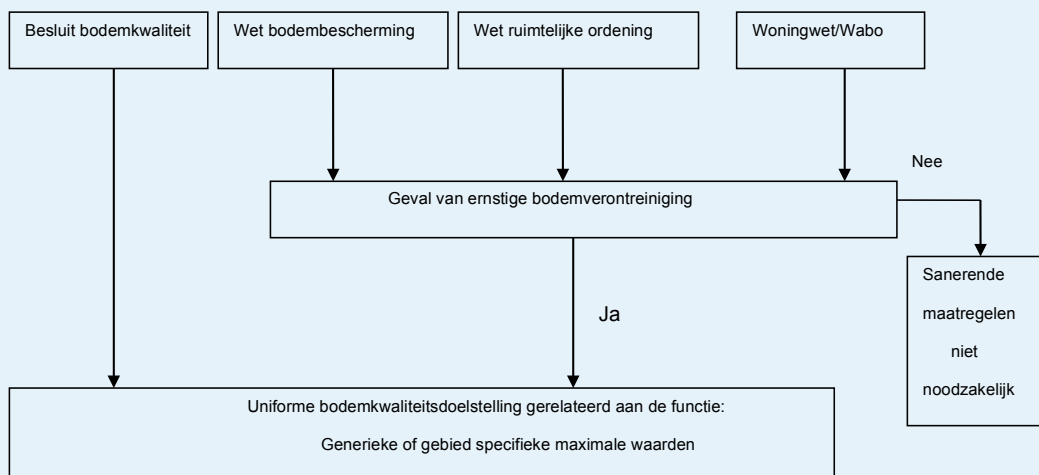 Besluit bodemkwaliteit
Wet bodembescherming
Wet ruimtelijke ordening
Woningwet/Wabo
Nee
Geval van ernstige bodemverontreiniging
Sanerende
maatregelen
niet
noodzakelijk
Ja
Uniforme bodemkwaliteitsdoelstelling gerelateerd aan de functie:
Generieke of gebied specifieke maximale waarden